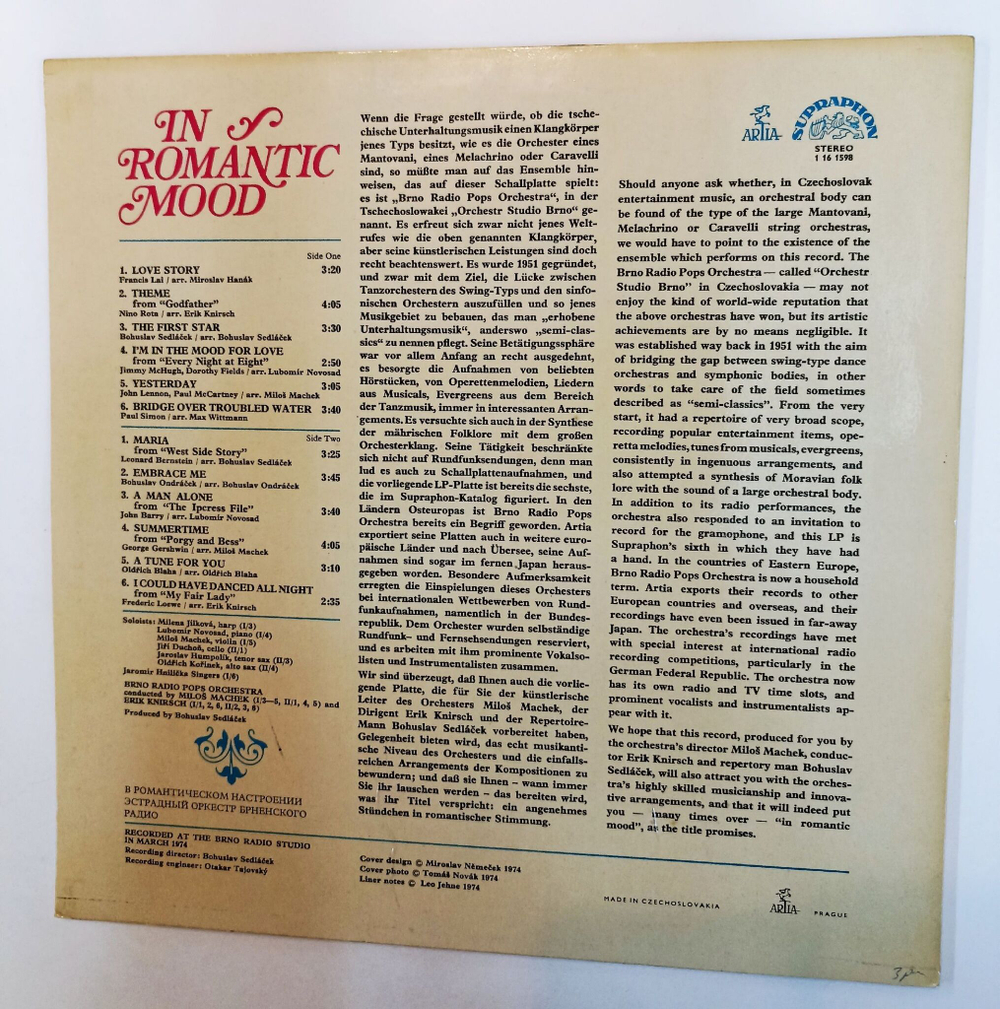 IN
ROMANTIC
MOOD
Side One
1. LOVE STORY 3:20
Francis Lai / arr. Miroslav Hanák
2. THEME
from "Godfather" 4:05
Nino Rota / arr. Erik Knirsch
3. THE FIRST STAR 3:30
Bohuslav Sedláček / arr. Bohuslav Sedláček
4. I'M IN THE MOOD FOR LOVE
from "Every Night at Eight" 2:50
Jimmy McHugh, Dorothy Fields / arr. Lubomír Novosad
5. YESTERDAY 3:05
John Lennon, Paul McCartney / arr. Miloš Machek
6. BRIDGE OVER TROUBLED WATER 3:40
Paul Simon / arr. Max Wittmann
Side Two
1. MARIA
from "West Side Story" 3:25
Leonard Bernstein / arr. Bohuslav Sedláček
2. EMBRACE ME 3:45
Bohuslav Ondráček / arr. Bohuslav Ondráček
3. A MAN ALONE
from "The Ipcress File" 3:40
John Barry / arr. Lubomír Novosad
4. SUMMERTIME
from "Porgy and Bess" 4:05
George Gershwin / arr. Miloš Machek
5. A TUNE FOR YOU 3:10
Oldřich Blaha / arr. Oldřich Blaha
6. I COULD HAVE DANCED ALL NIGHT
from "My Fair Lady" 2:35
Frederic Loewe / arr. Erik Knirsch
Soloists: Milena Jílková, harp (I/3)
Lubomír Novosad, piano (I/4)
Miloš Machek, violin (I/5)
Jiří Duchoň, cello (II/1)
Jaroslav Humpolík, tenor sax (II/3)
Oldřich Kořínek, alto sax (II/4)
Jaromír Hnilička Singers (I/6)
BRNO RADIO POPS ORCHESTRA
conducted by MILOŠ MACHEK (I/3—5, II/1, 4, 5) and
ERIK KNIRSCH (I/1, 2, 6, II/2, 3, 6)
Produced by Bohuslav Sedláček
В РОМАНТИЧЕСКОМ НАСТРОЕНИИ
ЭСТРАДНЫЙ ОРКЕСТР БРНЕНСКОГО
РАДИО
RECORDED AT THE BRNO RADIO STUDIO
IN MARCH 1974
Recording director: Bohuslav Sedláček
Recording engineer: Otakar Tajovský
Wenn die Frage gestellt würde, ob die tsche-
chische Unterhaltungsmusik einen Klangkörper
jenes Typs besitzt, wie es die Orchester eines
Mantovani, eines Melachrino oder Caravelli
sind, so müßte man auf das Ensemble hin-
weisen, das auf dieser Schallplatte spielt:
es ist „Brno Radio Pops Orchestra“, in der
Tschechoslowakei „Orchestr Studio Brno“ ge-
nannt. Es erfreut sich zwar nicht jenes Welt-
rufes wie die oben genannten Klangkörper,
aber seine künstlerischen Leistungen sind doch
recht beachtenswert. Es wurde 1951 gegründet,
und zwar mit dem Ziel, die Lücke zwischen
Tanzorchestern des Swing-Typs und den sinfo-
nischen Orchestern auszufüllen und so jenes
Musikgebiet zu bebauen, das man „erhobene
Unterhaltungsmusik“, anderswo „semi-clas-
sics“ zu nennen pflegt. Seine Betätigungssphäre
war vor allem Anfang an recht ausgedehnt,
es besorgte die Aufnahmen von beliebten
Hörstücken, von Operettenmelodien, Liedern
aus Musicals, Evergreens aus dem Bereich
der Tanzmusik, immer in interessanten Arran-
gements. Es versuchte sich auch in der Synthese
der mährischen Folklore mit dem großen
Orchesterklang. Seine Tätigkeit beschränkte
sich nicht auf Rundfunksendungen, denn man
lud es auch zu Schallplattenaufnahmen, und
die vorliegende LP-Platte ist bereits die sechste,
die im Supraphon-Katalog figuriert. In den
Ländern Osteuropas ist Brno Radio Pops
Orchestra bereits ein Begriff geworden. Artia
exportiert seine Platten auch in weitere euro-
päische Länder und nach Übersee, seine Auf-
nahmen sind sogar im fernen Japan heraus-
gegeben worden. Besondere Aufmerksamkeit
erregten die Einspielungen dieses Orchesters
bei internationalen Wettbewerben von Rund-
funkaufnahmen, namentlich in der Bundes-
republik. Dem Orchester wurden selbständige
Rundfunk- und Fernsehsendungen reserviert,
und es arbeiten mit ihm prominente Vokalso-
listen und Instrumentalisten zusammen.
Wir sind überzeugt, daß Ihnen auch die vorlie-
gende Platte, die für Sie der künstlerische
Leiter des Orchesters Miloš Machek, der
Dirigent Erik Knirsch und der Repertoire-
Mann Bohuslav Sedláček vorbereitet haben,
Gelegenheit bieten wird, das echt musikanti-
sche Niveau des Orchesters und die einfalls-
reichen Arrangements der Kompositionen zu
bewundern; und daß sie Ihnen – wann immer
Sie ihr lauschen werden – das bereiten wird,
was ihr Titel verspricht: ein angenehmes
Stündchen in romantischer Stimmung.
Cover design © Miroslav Němeček 1974
Cover photo © Tomáš Novák 1974
Liner notes © Leo Jehne 1974
ARTIA
SUPRAPHON
STEREO
1 16 1598
Should anyone ask whether, in Czechoslovak
entertainment music, an orchestral body can
be found of the type of the large Mantovani,
Melachrino or Caravelli string orchestras,
we would have to point to the existence of the
ensemble which performs on this record. The
Brno Radio Pops Orchestra — called "Orchestr
Studio Brno" in Czechoslovakia — may not
enjoy the kind of world-wide reputation that
the above orchestras have won, but its artistic
achievements are by no means negligible. It
was established way back in 1951 with the aim
of bridging the gap between swing-type dance
orchestras and symphonic bodies, in other
words to take care of the field sometimes
described as "semi-classics". From the very
start, it had a repertoire of very broad scope,
recording popular entertainment items, ope-
retta melodies, tunes from musicals, evergreens,
consistently in ingenuous arrangements, and
also attempted a synthesis of Moravian folk
lore with the sound of a large orchestral body.
In addition to its radio performances, the
orchestra also responded to an invitation to
record for the gramophone, and this LP is
Supraphon's sixth in which they have had
a hand. In the countries of Eastern Europe,
Brno Radio Pops Orchestra is now a household
term. Artia exports their records to other
European countries and overseas, and their
recordings have even been issued in far-away
Japan. The orchestra's recordings have met
with special interest at international radio
recording competitions, particularly in the
German Federal Republic. The orchestra now
has its own radio and TV time slots, and
prominent vocalists and instrumentalists ap-
pear with it.
We hope that this record, produced for you by
the orchestra's director Miloš Machek, conduc-
tor Erik Knirsch and repertory man Bohuslav
Sedláček, will also attract you with the orches-
tra's highly skilled musicianship and innova-
tive arrangements, and that it will indeed put
you — many times over — "in romantic
mood", as the title promises.
MADE IN CZECHOSLOVAKIA
ARTIA
PRAGUE